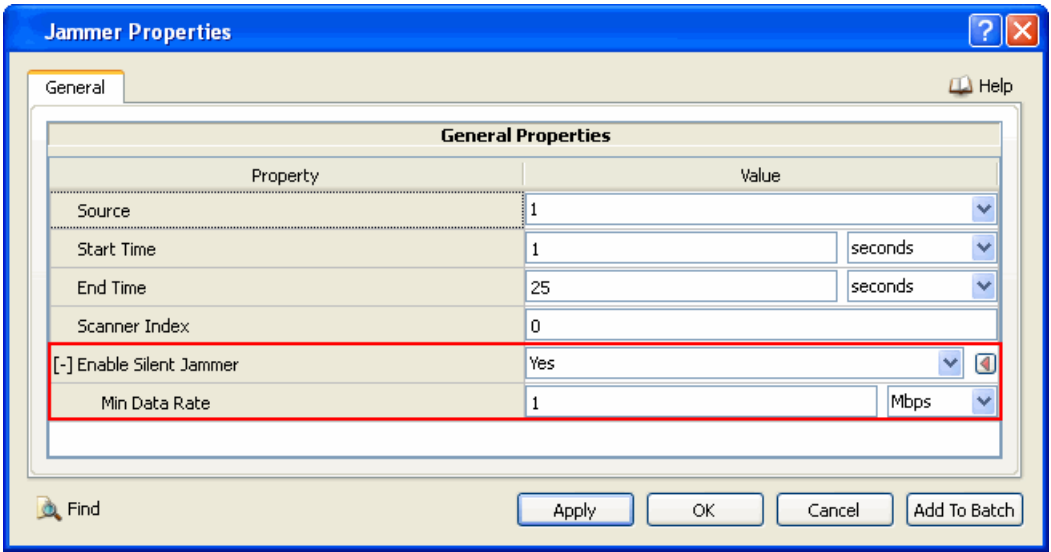 Jammer Properties
General
Help
General Properties
Property Value
Source 1
Start Time 1 seconds
End Time 25 seconds
Scanner Index 0
[-] Enable Silent Jammer Yes
Min Data Rate 1 Mbps
Find Apply OK Cancel Add To Batch